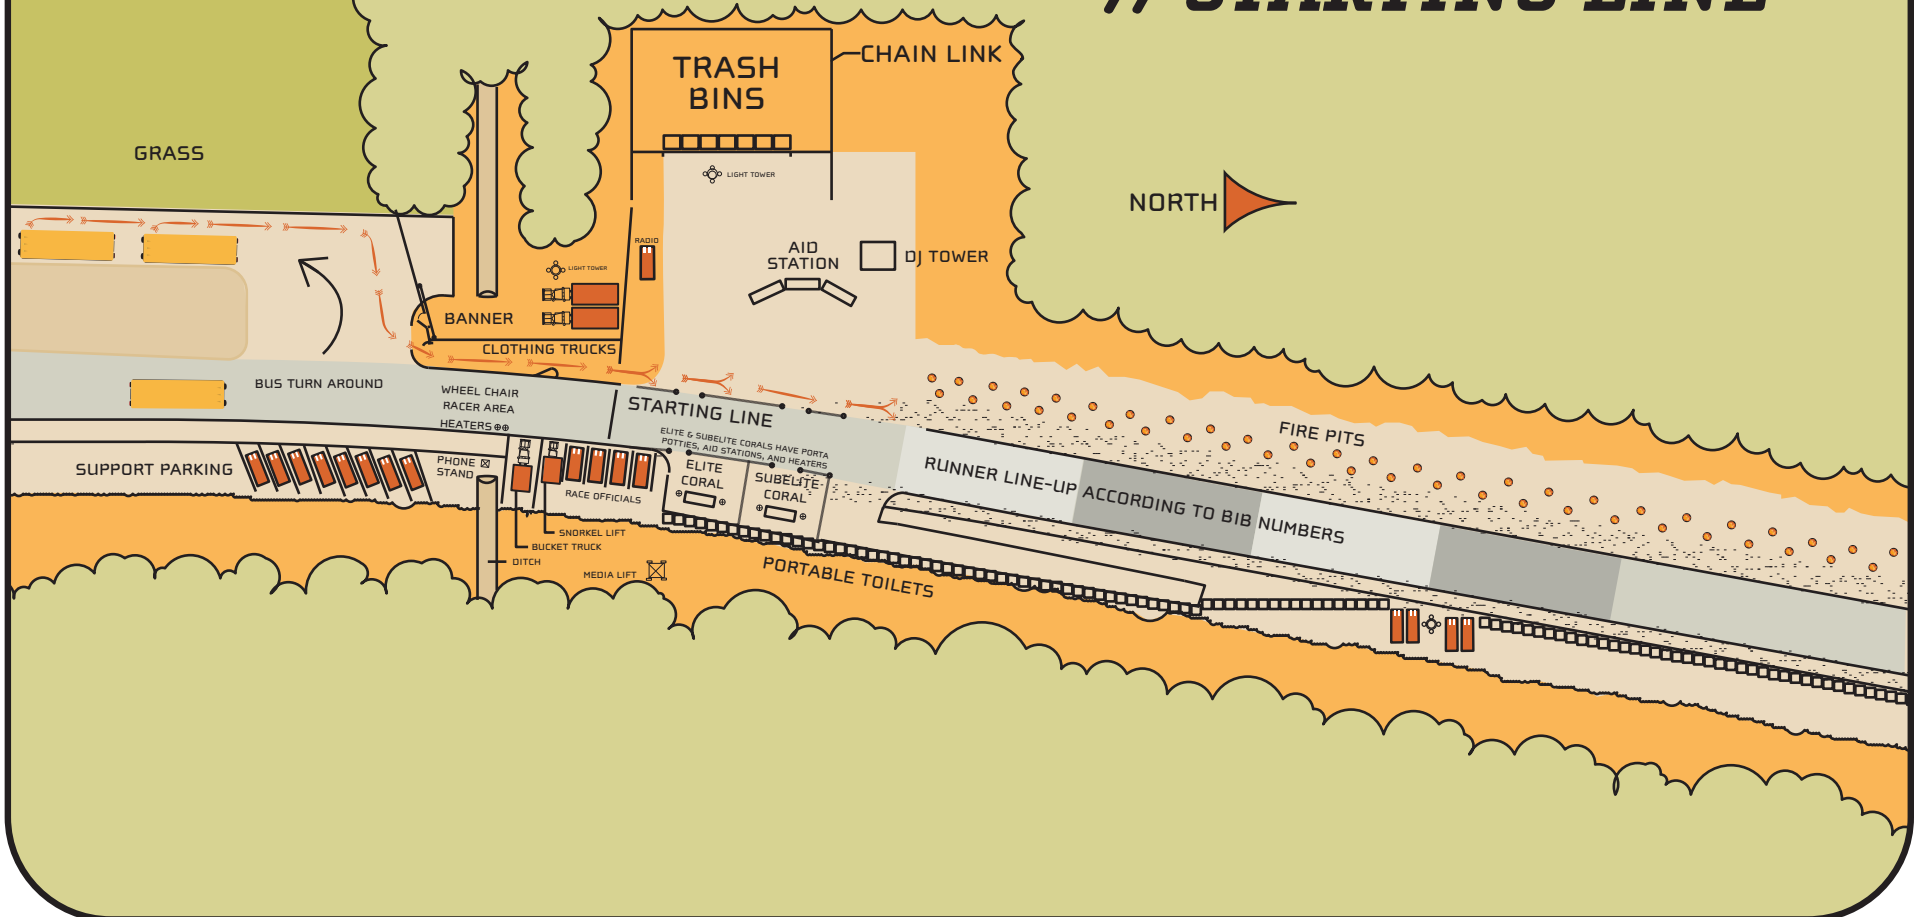 // STARTING LINE
CHAIN LINK
TRASH
BINS
GRASS
LIGHT TOWER
NORTH
RADIO
AID
STATION
DJ TOWER
LIGHT TOWER
BANNER
CLOTHING TRUCKS
BUS TURN AROUND
WHEEL CHAIR
RACER AREA
HEATERS
STARTING LINE
ELITE & SUBELITE CORALS HAVE PORTA
POTTIES, AID STATIONS, AND HEATERS
FIRE PITS
SUPPORT PARKING
PHONE
STAND
RACE OFFICIALS
ELITE
CORAL
SUBELITE
CORAL
RUNNER LINE-UP ACCORDING TO BIB NUMBERS
SNORKEL LIFT
BUCKET TRUCK
DITCH
MEDIA LIFT
PORTABLE TOILETS